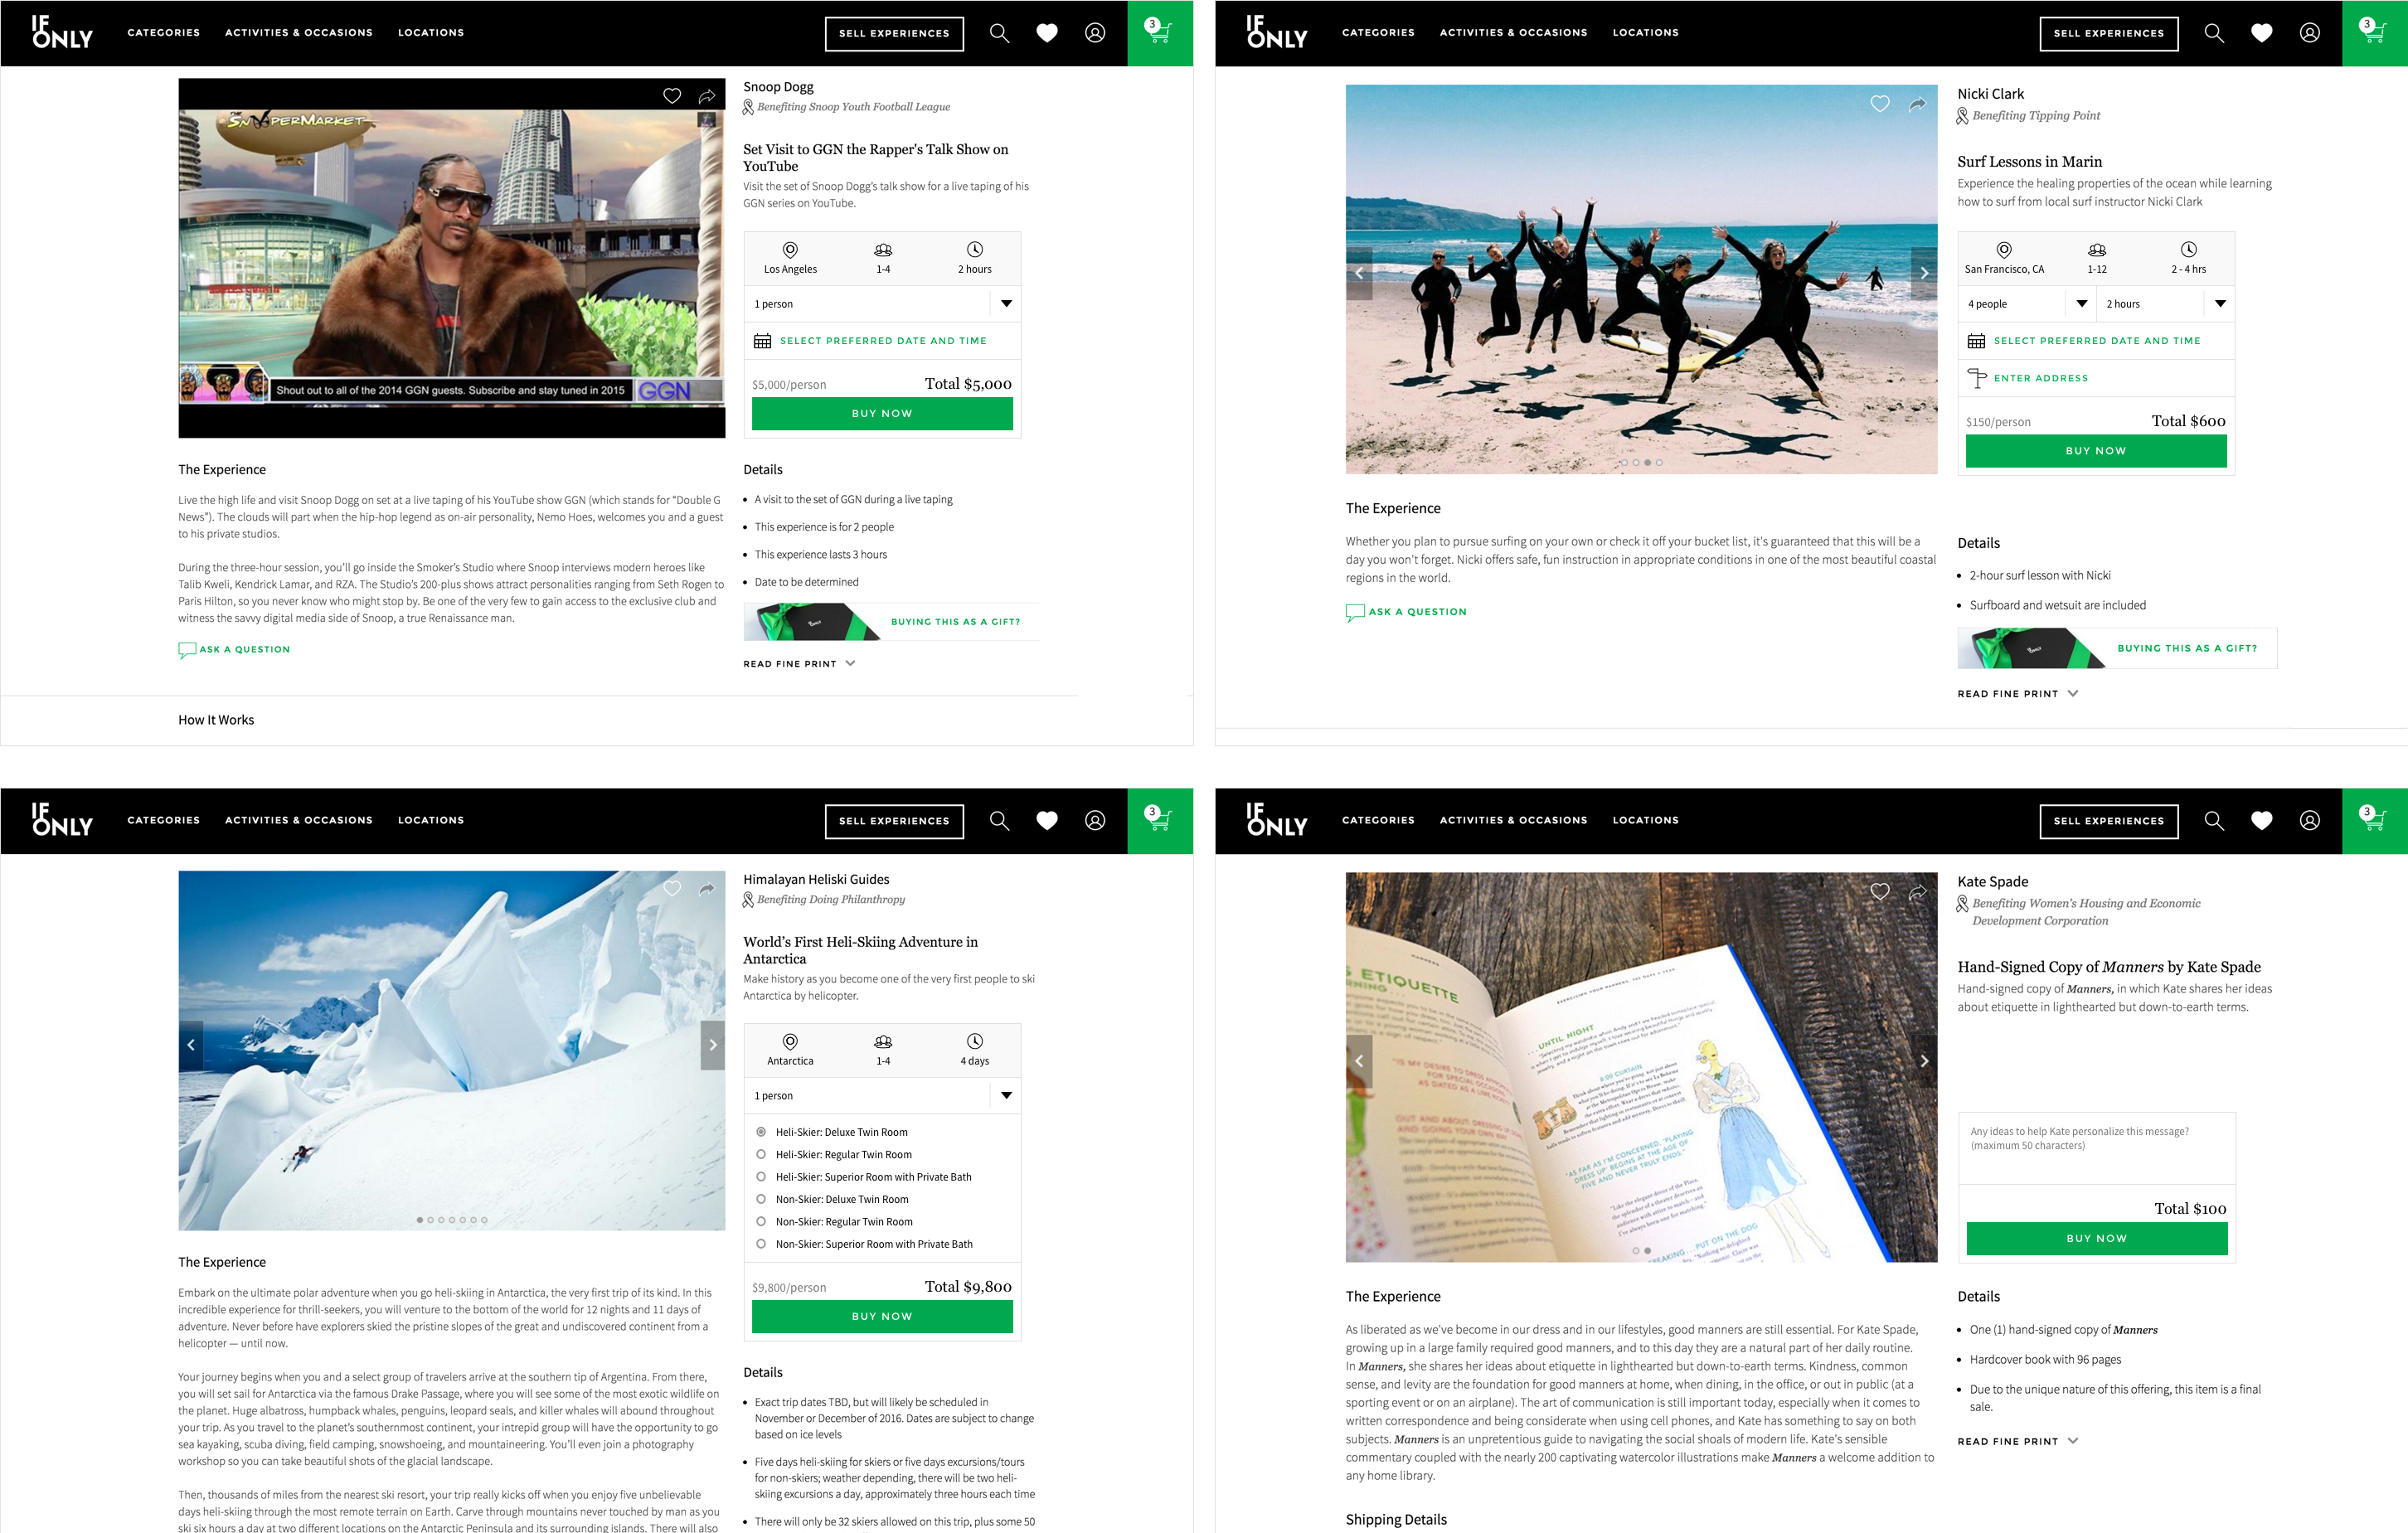 IF
ONLY
CATEGORIES
ACTIVITIES & OCCASIONS
LOCATIONS
SELL EXPERIENCES
3
SNOOPERMARKET
Shout out to all of the 2014 GGN guests. Subscribe and stay tuned in 2015
GGN
Snoop Dogg
Benefiting Snoop Youth Football League
Set Visit to GGN the Rapper's Talk Show on
YouTube
Visit the set of Snoop Dogg's talk show for a live taping of his
GGN series on YouTube.
Los Angeles
1-4
2 hours
1 person
SELECT PREFERRED DATE AND TIME
$5,000/person
Total $5,000
BUY NOW
The Experience
Live the high life and visit Snoop Dogg on set at a live taping of his YouTube show GGN (which stands for "Double G
News"). The clouds will part when the hip-hop legend as on-air personality, Nemo Hoes, welcomes you and a guest
to his private studios.
During the three-hour session, you'll go inside the Smoker's Studio where Snoop interviews modern heroes like
Talib Kweli, Kendrick Lamar, and RZA. The Studio's 200-plus shows attract personalities ranging from Seth Rogen to
Paris Hilton, so you never know who might stop by. Be one of the very few to gain access to the exclusive club and
witness the savvy digital media side of Snoop, a true Renaissance man.
ASK A QUESTION
Details
• A visit to the set of GGN during a live taping
• This experience is for 2 people
• This experience lasts 3 hours
• Date to be determined
BUYING THIS AS A GIFT?
READ FINE PRINT
How It Works
IF
ONLY
CATEGORIES
ACTIVITIES & OCCASIONS
LOCATIONS
SELL EXPERIENCES
3
Nicki Clark
Benefiting Tipping Point
Surf Lessons in Marin
Experience the healing properties of the ocean while learning
how to surf from local surf instructor Nicki Clark
San Francisco, CA
1-12
2 - 4 hrs
4 people
2 hours
SELECT PREFERRED DATE AND TIME
ENTER ADDRESS
$150/person
Total $600
BUY NOW
The Experience
Whether you plan to pursue surfing on your own or check it off your bucket list, it's guaranteed that this will be a
day you won't forget. Nicki offers safe, fun instruction in appropriate conditions in one of the most beautiful coastal
regions in the world.
ASK A QUESTION
Details
• 2-hour surf lesson with Nicki
• Surfboard and wetsuit are included
BUYING THIS AS A GIFT?
READ FINE PRINT
IF
ONLY
CATEGORIES
ACTIVITIES & OCCASIONS
LOCATIONS
SELL EXPERIENCES
3
Himalayan Heliski Guides
Benefiting Doing Philanthropy
World's First Heli-Skiing Adventure in
Antarctica
Make history as you become one of the very first people to ski
Antarctica by helicopter.
Antarctica
1-4
4 days
1 person
Heli-Skier: Deluxe Twin Room
Heli-Skier: Regular Twin Room
Heli-Skier: Superior Room with Private Bath
Non-Skier: Deluxe Twin Room
Non-Skier: Regular Twin Room
Non-Skier: Superior Room with Private Bath
$9,800/person
Total $9,800
BUY NOW
The Experience
Embark on the ultimate polar adventure when you go heli-skiing in Antarctica, the very first trip of its kind. In this
incredible experience for thrill-seekers, you will venture to the bottom of the world for 12 nights and 11 days of
adventure. Never before have explorers skied the pristine slopes of the great and undiscovered continent from a
helicopter — until now.
Your journey begins when you and a select group of travelers arrive at the southern tip of Argentina. From there,
you will set sail for Antarctica via the famous Drake Passage, where you will see some of the most exotic wildlife on
the planet. Huge albatross, humpback whales, penguins, leopard seals, and killer whales will abound throughout
your trip. As you travel to the planet's southernmost continent, your intrepid group will have the opportunity to go
sea kayaking, scuba diving, field camping, snowshoeing, and mountaineering. You'll even join a photography
workshop so you can take beautiful shots of the glacial landscape.
Then, thousands of miles from the nearest ski resort, your trip really kicks off when you enjoy five unbelievable
days heli-skiing through the most remote terrain on Earth. Carve through mountains never touched by man as you
ski six hours a day at two different locations on the Antarctic Peninsula and its surrounding islands. There will also
Details
• Exact trip dates TBD, but will likely be scheduled in
November or December of 2016. Dates are subject to change
based on ice levels
• Five days heli-skiing for skiers or five days excursions/tours
for non-skiers; weather depending, there will be two heli-
skiing excursions a day, approximately three hours each time
• There will only be 32 skiers allowed on this trip, plus some 50
IF
ONLY
CATEGORIES
ACTIVITIES & OCCASIONS
LOCATIONS
SELL EXPERIENCES
3
ETIQUETTE
MANNERS
...UNTIL NIGHT
8:00 CURTAIN
"AS FAR AS I'M CONCERNED, 'PLAYING
DRESS UP' BEGINS AT THE AGE OF
FIVE AND NEVER TRULY ENDS."
SPEAKING... PUT ON THE DOG
Kate Spade
Benefiting Women's Housing and Economic
Development Corporation
Hand-Signed Copy of Manners by Kate Spade
Hand-signed copy of Manners, in which Kate shares her ideas
about etiquette in lighthearted but down-to-earth terms.
Any ideas to help Kate personalize this message?
(maximum 50 characters)
Total $100
BUY NOW
The Experience
As liberated as we've become in our dress and in our lifestyles, good manners are still essential. For Kate Spade,
growing up in a large family required good manners, and to this day they are a natural part of her daily routine.
In Manners, she shares her ideas about etiquette in lighthearted but down-to-earth terms. Kindness, common
sense, and levity are the foundation for good manners at home, when dining, in the office, or out in public (at a
sporting event or on an airplane). The art of communication is still important today, especially when it comes to
written correspondence and being considerate when using cell phones, and Kate has something to say on both
subjects. Manners is an unpretentious guide to navigating the social shoals of modern life. Kate's sensible
commentary coupled with the nearly 200 captivating watercolor illustrations make Manners a welcome addition to
any home library.
Shipping Details
Details
• One (1) hand-signed copy of Manners
• Hardcover book with 96 pages
• Due to the unique nature of this offering, this item is a final
sale.
READ FINE PRINT